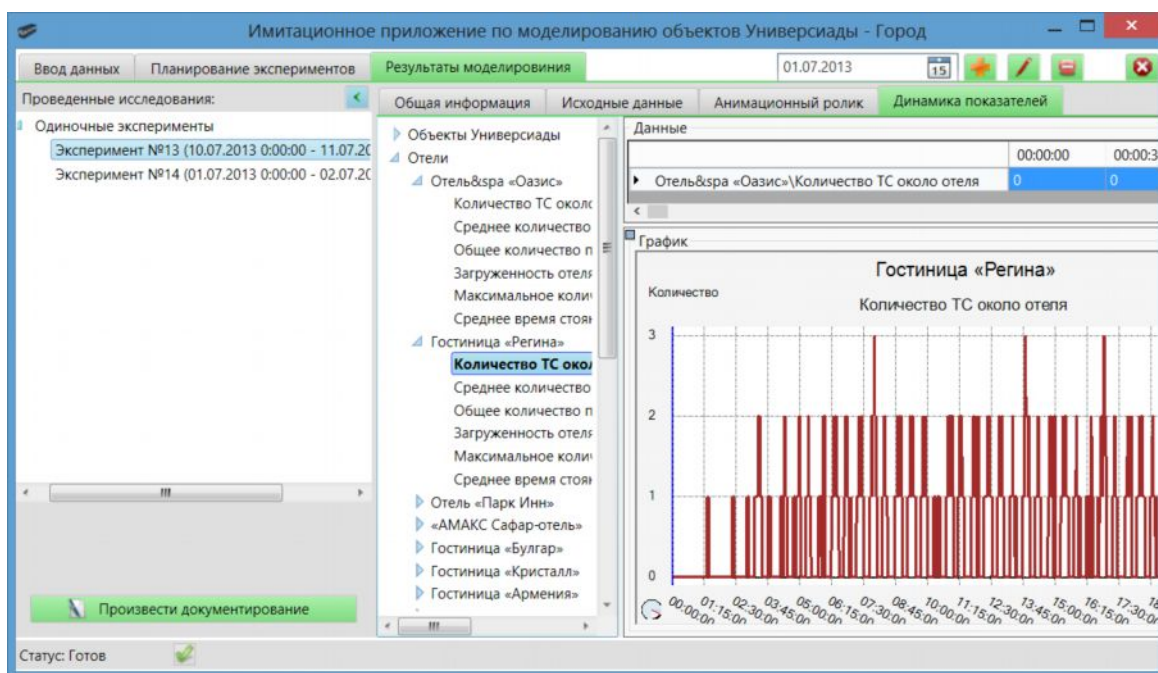 Имитационное приложение по моделированию объектов Универсиады - Город
Ввод данных
Планирование экспериментов
Результаты моделировиния
01.07.2013
15
Проведенные исследования:
Одиночные эксперименты
Эксперимент №13 (10.07.2013 0:00:00 - 11.07.20
Эксперимент №14 (01.07.2013 0:00:00 - 02.07.20
Произвести документирование
Статус: Готов
Общая информация
Исходные данные
Анимационный ролик
Динамика показателей
Объекты Универсиады
Отели
Отель&spa «Оазис»
Количество ТС около
Среднее количество
Общее количество п
Загруженность отеля
Максимальное колич
Среднее время стоян
Гостиница «Регина»
Количество ТС окол
Среднее количество
Общее количество п
Загруженность отеля
Максимальное колич
Среднее время стоян
Отель «Парк Инн»
«АМАКС Сафар-отель»
Гостиница «Булгар»
Гостиница «Кристалл»
Гостиница «Армения»
Данные
00:00:00
00:00:3
Отель&spa «Оазис»\Количество ТС около отеля
0
0
График
Гостиница «Регина»
Количество
Количество ТС около отеля
3
2
1
0
00:00:00
01:15:00
02:30:00
03:45:00
05:00:00
06:15:00
07:30:00
08:45:00
10:00:00
11:15:00
12:30:00
13:45:00
15:00:00
16:15:00
17:30:00
18